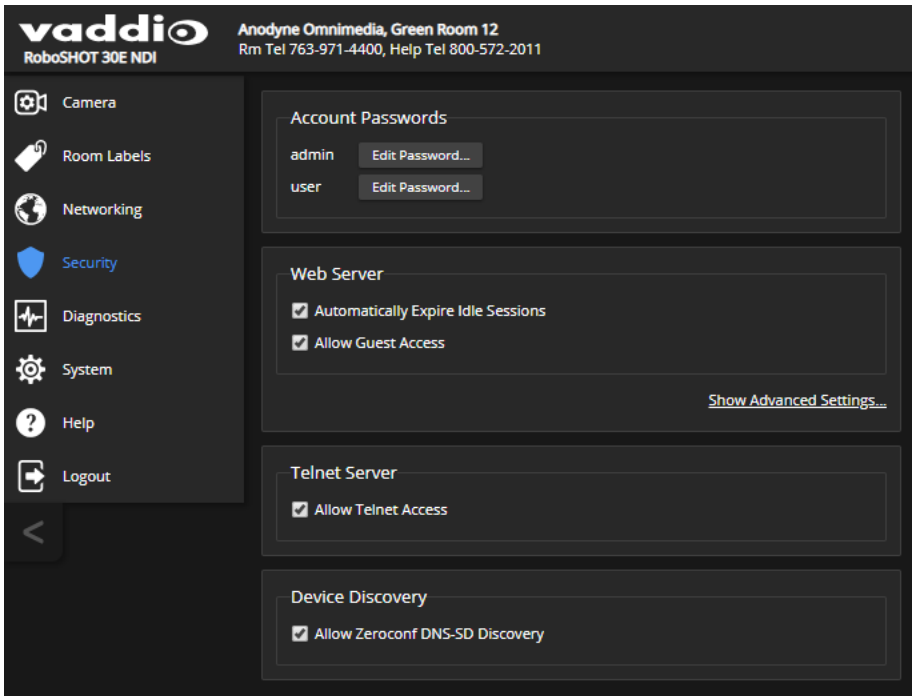 vaddio
RoboSHOT 30E NDI
Anodyne Omnimedia, Green Room 12
Rm Tel 763-971-4400, Help Tel 800-572-2011
Camera
Room Labels
Networking
Security
Diagnostics
System
Help
Logout
<
Account Passwords
admin Edit Password...
user Edit Password...
Web Server
Automatically Expire Idle Sessions
Allow Guest Access
Show Advanced Settings...
Telnet Server
Allow Telnet Access
Device Discovery
Allow Zeroconf DNS-SD Discovery